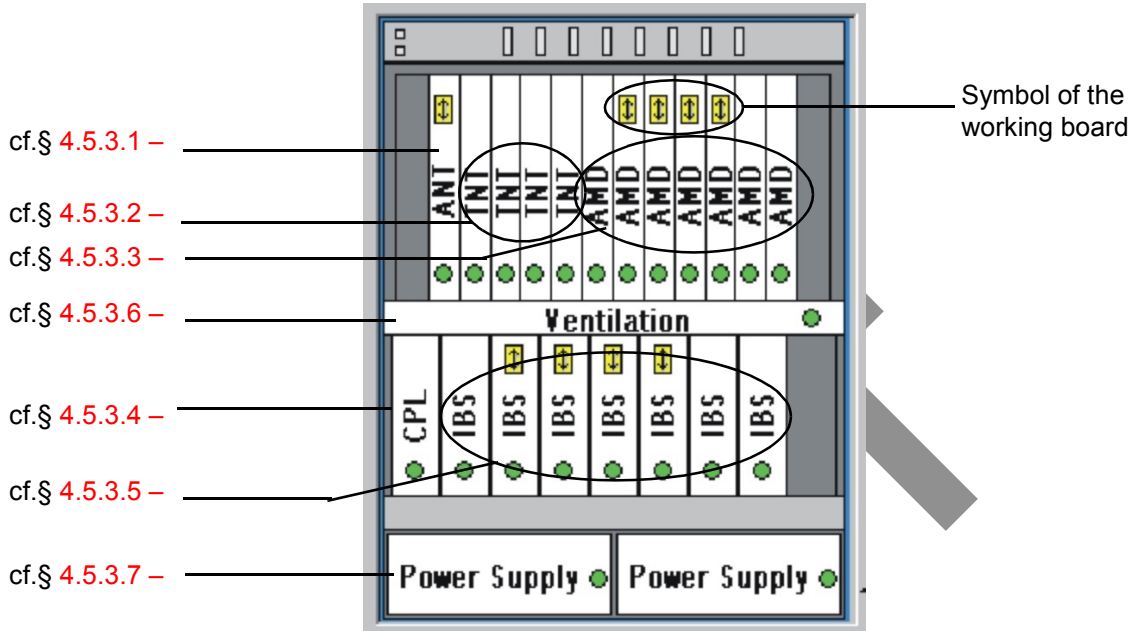 Symbol of the
working board
cf.§ 4.5.3.1 –
cf.§ 4.5.3.2 –
cf.§ 4.5.3.3 –
cf.§ 4.5.3.6 –
cf.§ 4.5.3.4 –
cf.§ 4.5.3.5 –
cf.§ 4.5.3.7 –
ANT
TNT
TNT
TNT
TNT
AMD
AMD
AMD
AMD
AMD
AMD
AMD
Ventilation
CPL
IBS
IBS
IBS
IBS
IBS
IBS
IBS
Power Supply
Power Supply